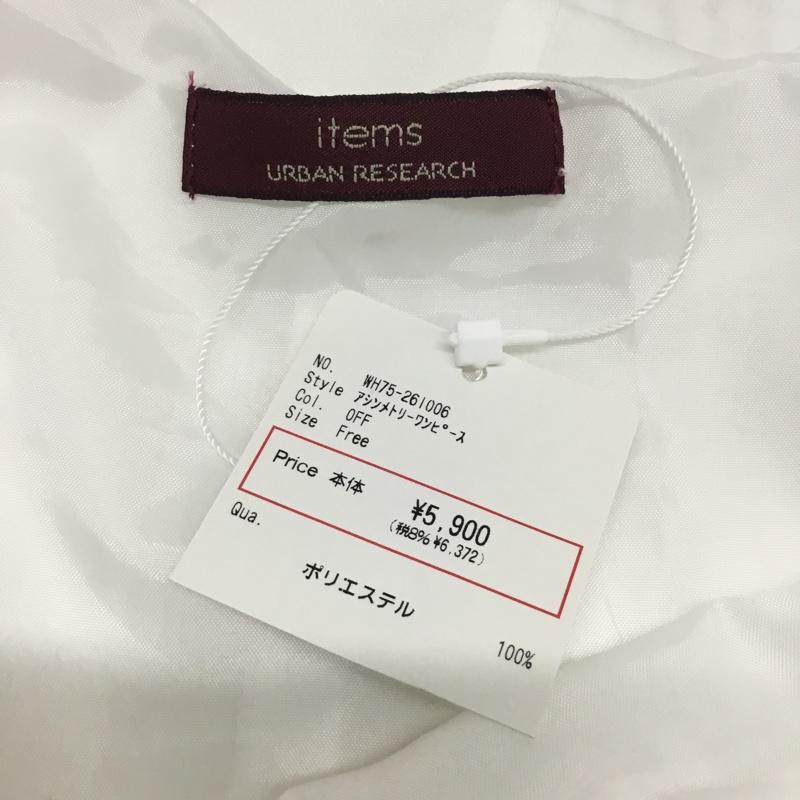 items
URBAN RESEARCH
NO. WH75-261006
Style アシンメトリーワンピース
Col. OFF
Size Free
Price 本体 ¥5,900
(税8% ¥6,372)
Qua.
ポリエステル
100%